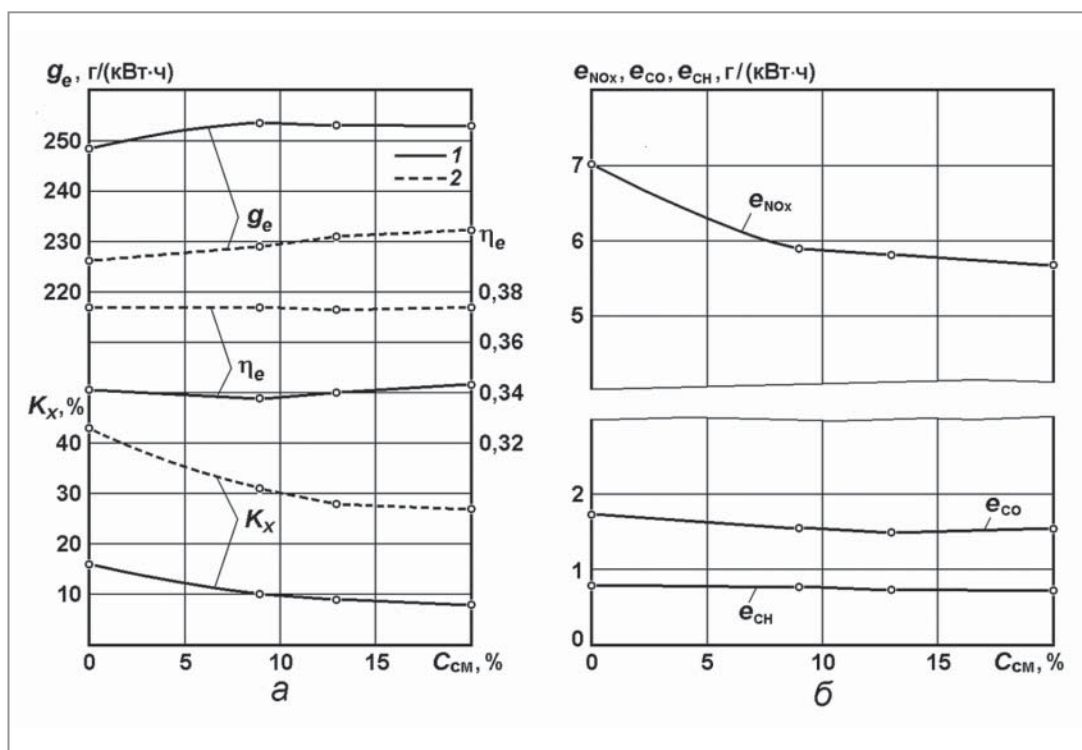 g_e, г/(кВт·ч)
250
240
230
220
1
2
g_e
η_e
0,38
0,36
0,34
0,32
η_e
K_X, %
40
30
20
10
K_X
0 5 10 15 C_СМ, %
а
e_NOx, e_CO, e_CH, г/(кВт·ч)
7
6
5
2
1
0
e_NOx
e_CO
e_CH
0 5 10 15 C_СМ, %
б